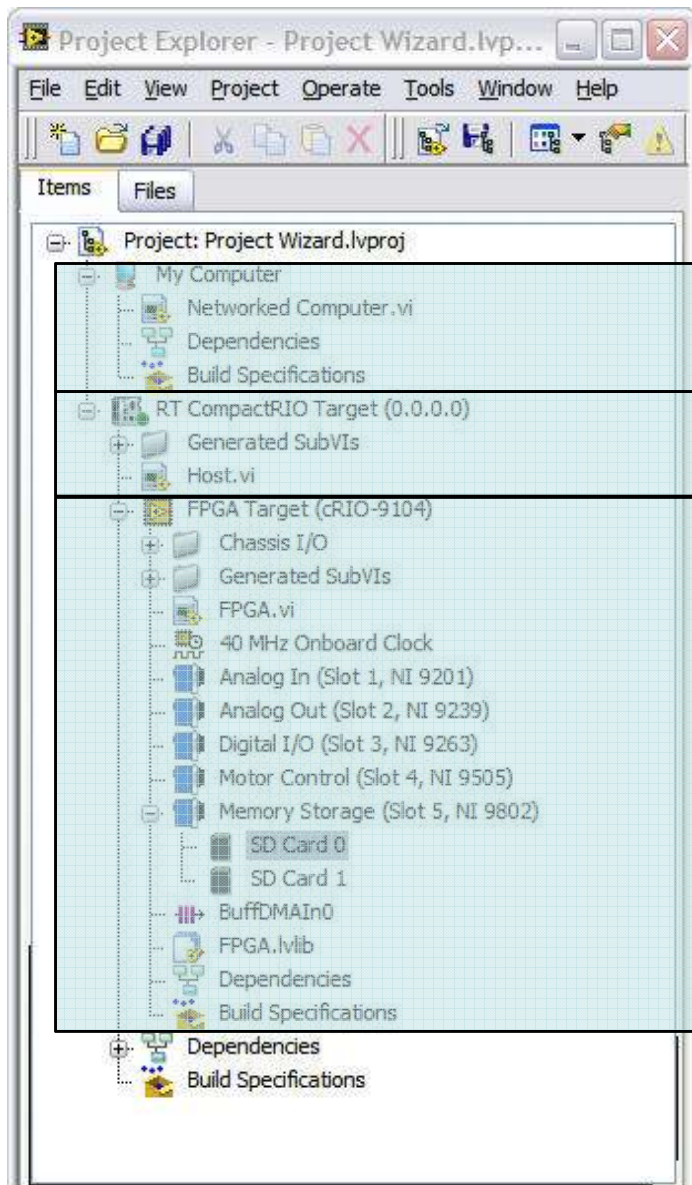 Project Explorer - Project Wizard.lvp...
File Edit View Project Operate Tools Window Help
Items Files
Project: Project Wizard.lvproj
My Computer
Networked Computer.vi
Dependencies
Build Specifications
RT CompactRIO Target (0.0.0.0)
Generated SubVIs
Host.vi
FPGA Target (cRIO-9104)
Chassis I/O
Generated SubVIs
FPGA.vi
40 MHz Onboard Clock
Analog In (Slot 1, NI 9201)
Analog Out (Slot 2, NI 9239)
Digital I/O (Slot 3, NI 9263)
Motor Control (Slot 4, NI 9505)
Memory Storage (Slot 5, NI 9802)
SD Card 0
SD Card 1
BuffDMAIn0
FPGA.lvlib
Dependencies
Build Specifications
Dependencies
Build Specifications